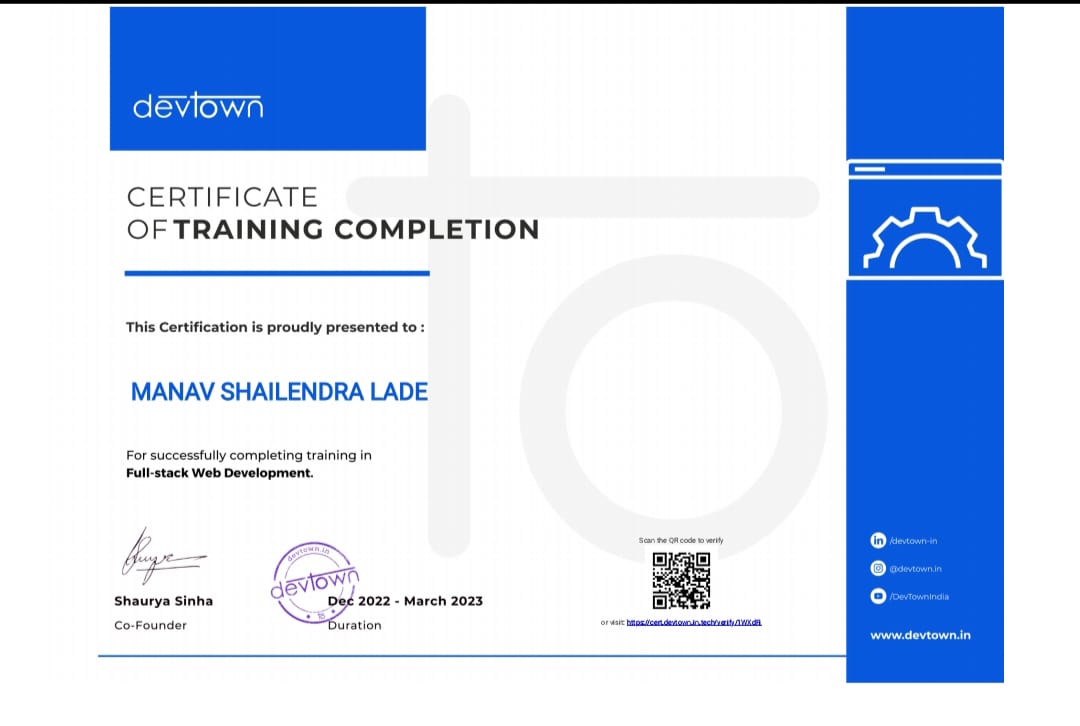 devtown
CERTIFICATE
OF TRAINING COMPLETION
This Certification is proudly presented to :
MANAV SHAILENDRA LADE
For successfully completing training in
Full-stack Web Development.
devtown.in
devtown
Shaurya Sinha
Co-Founder
Dec 2022 - March 2023
Duration
Scan the QR code to verify
or visit: https://cert.devtown.in.tech/verify/
in /devtown-in
@devtown.in
/DevTownIndia
www.devtown.in